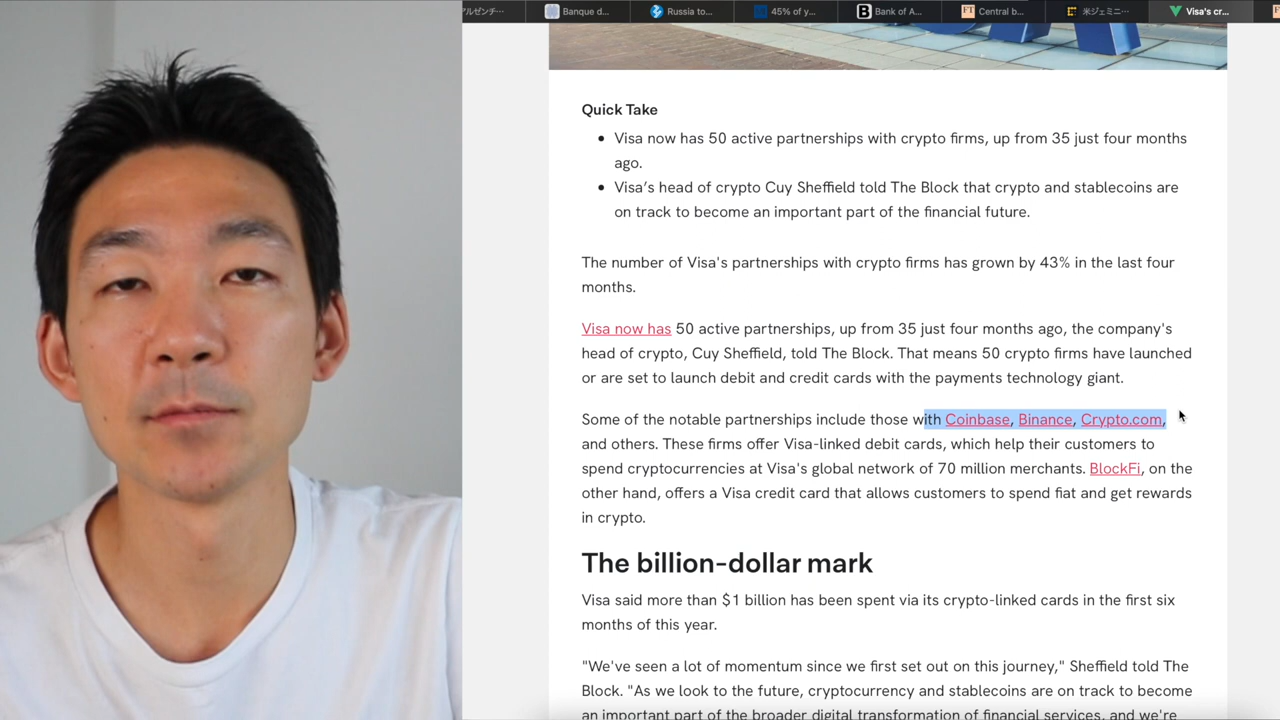 アルゼンチ…
Banque d...
Russia to...
45% of y...
Bank of A...
Central b...
米ジェミニ…
Visa's cr...
Quick Take
Visa now has 50 active partnerships with crypto firms, up from 35 just four months
ago.
Visa’s head of crypto Cuy Sheffield told The Block that crypto and stablecoins are
on track to become an important part of the financial future.
The number of Visa's partnerships with crypto firms has grown by 43% in the last four
months.
Visa now has 50 active partnerships, up from 35 just four months ago, the company's
head of crypto, Cuy Sheffield, told The Block. That means 50 crypto firms have launched
or are set to launch debit and credit cards with the payments technology giant.
Some of the notable partnerships include those with Coinbase, Binance, Crypto.com,
and others. These firms offer Visa-linked debit cards, which help their customers to
spend cryptocurrencies at Visa's global network of 70 million merchants. BlockFi, on the
other hand, offers a Visa credit card that allows customers to spend fiat and get rewards
in crypto.
The billion-dollar mark
Visa said more than $1 billion has been spent via its crypto-linked cards in the first six
months of this year.
"We've seen a lot of momentum since we first set out on this journey," Sheffield told The
Block. "As we look to the future, cryptocurrency and stablecoins are on track to become
an important part of the broader digital transformation of financial services, and we're